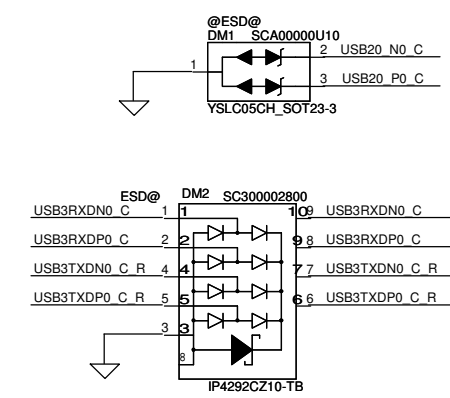 @ESD@
DM1 SCA00000U10
2 USB20_N0_C
1
3 USB20_P0_C
YSLC05CH_SOT23-3
ESD@ DM2 SC300002800
USB3RXDN0_C 1 1 10 9 USB3RXDN0_C
USB3RXDP0_C 2 2 9 8 USB3RXDP0_C
USB3TXDN0_C_R 4 4 7 7 USB3TXDN0_C_R
USB3TXDP0_C_R 5 5 6 6 USB3TXDP0_C_R
3 3
8
IP4292CZ10-TB